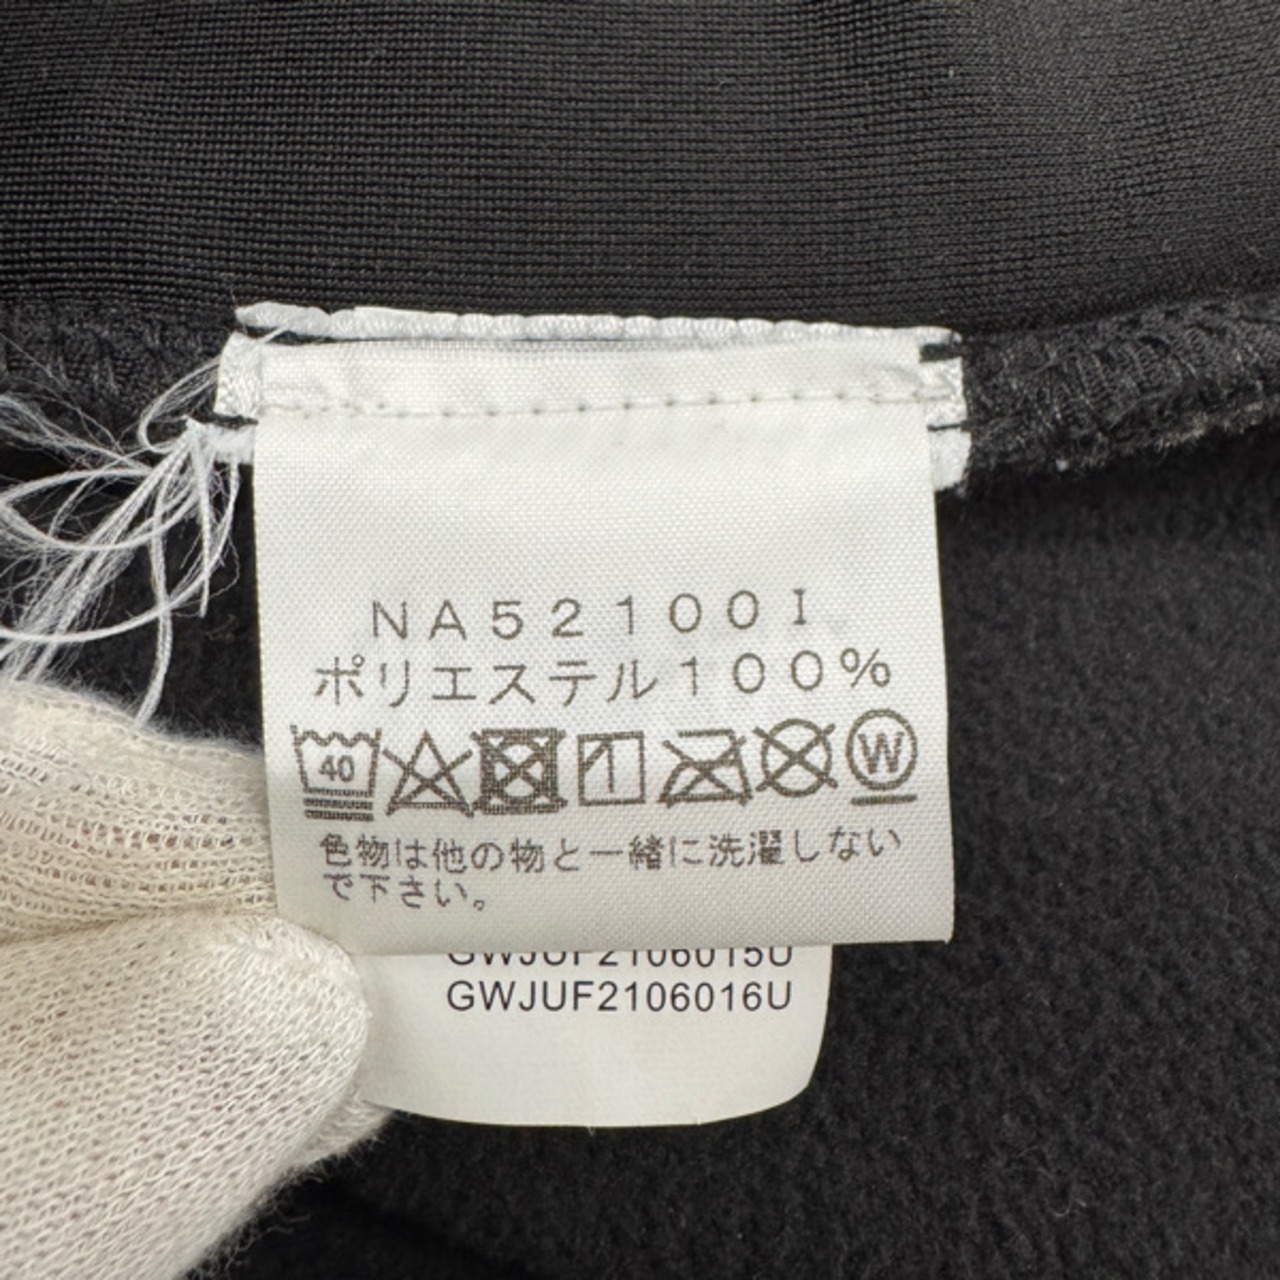 NA52100I
ポリエステル100%
40
W
色物は他の物と一緒に洗濯しない
で下さい。
GWJUF2106015U
GWJUF2106016U